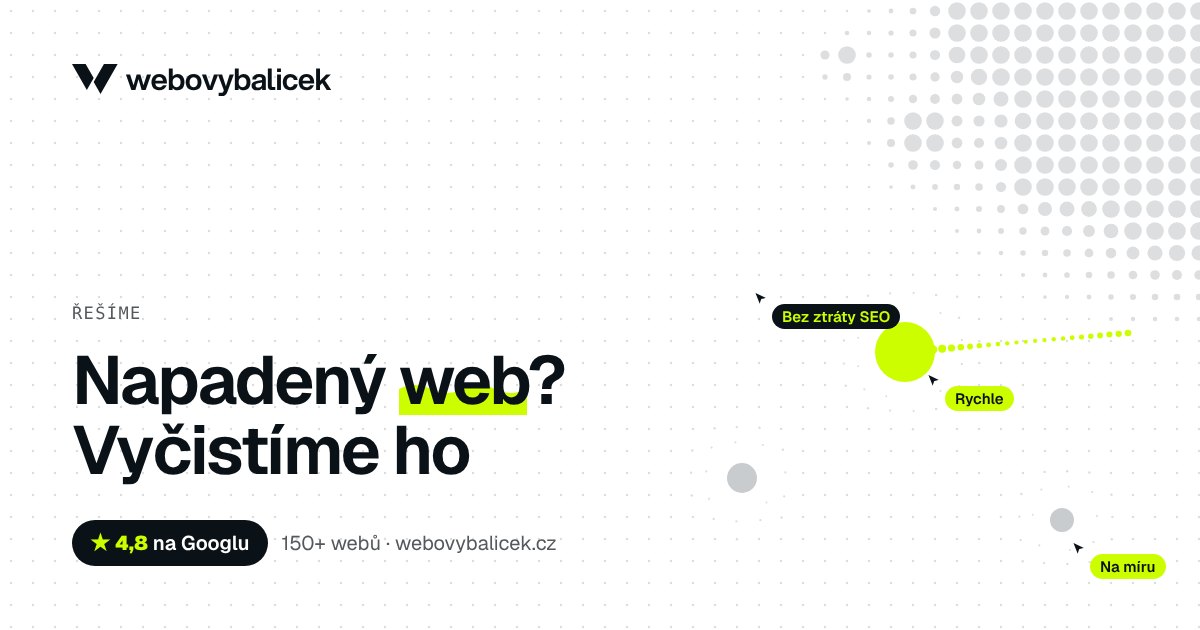 webovybalicek
ŘEŠÍME
Napadený web?
Vyčistíme ho
★ 4,8 na Googlu
150+ webů · webovybalicek.cz
Bez ztráty SEO
Rychle
Na míru